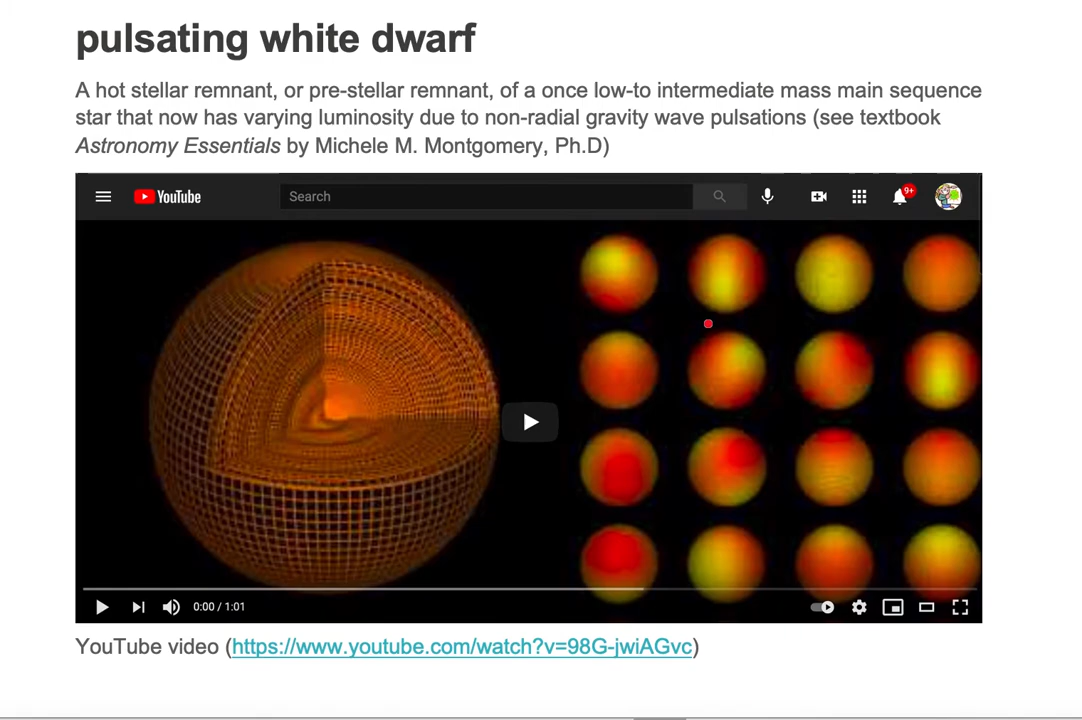 pulsating white dwarf
A hot stellar remnant, or pre-stellar remnant, of a once low-to intermediate mass main sequence
star that now has varying luminosity due to non-radial gravity wave pulsations (see textbook
Astronomy Essentials by Michele M. Montgomery, Ph.D)
YouTube
Search
9+
0:00 / 1:01
YouTube video (https://www.youtube.com/watch?v=98G-jwiAGvc)